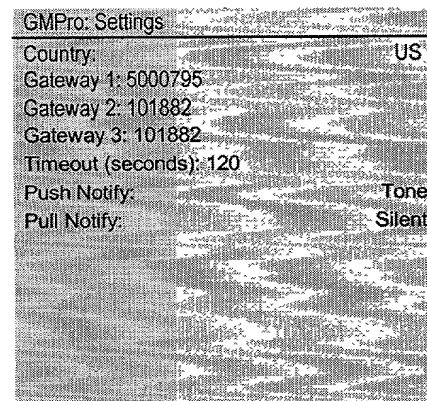 GMPro: Settings
Country: US
Gateway 1: 5000795
Gateway 2: 101882
Gateway 3: 101882
Timeout (seconds): 120
Push Notify: Tone
Pull Notify: Silent